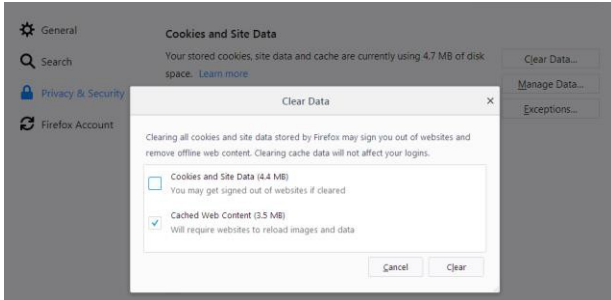 General
Search
Privacy & Security
Firefox Account
Cookies and Site Data
Your stored cookies, site data and cache are currently using 4.7 MB of disk
space. Learn more
Clear Data...
Manage Data...
Exceptions...
Clear Data
Clearing all cookies and site data stored by Firefox may sign you out of websites and
remove offline web content. Clearing cache data will not affect your logins.
Cookies and Site Data (4.4 MB)
You may get signed out of websites if cleared
Cached Web Content (3.5 MB)
Will require websites to reload images and data
Cancel
Clear